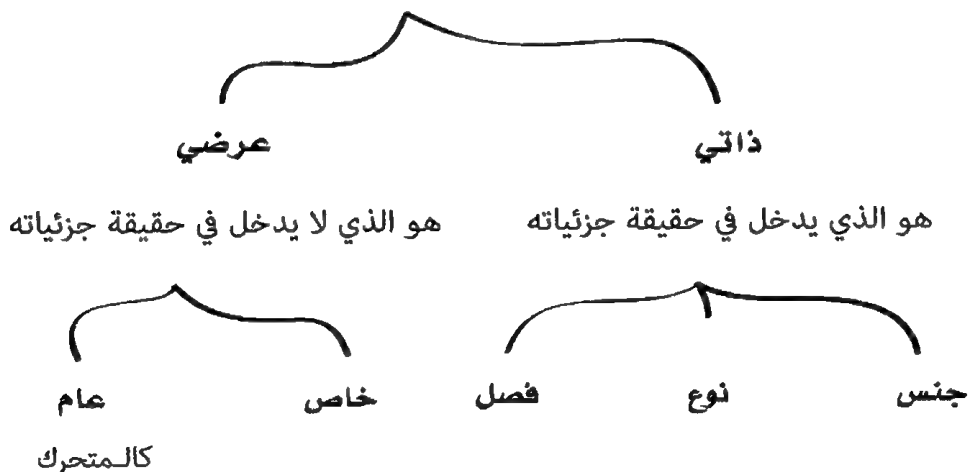 ذاتي عرضي
هو الذي يدخل في حقيقة جزئياته هو الذي لا يدخل في حقيقة جزئياته
جنس نوع فصل خاص عام
كالـمتحرك